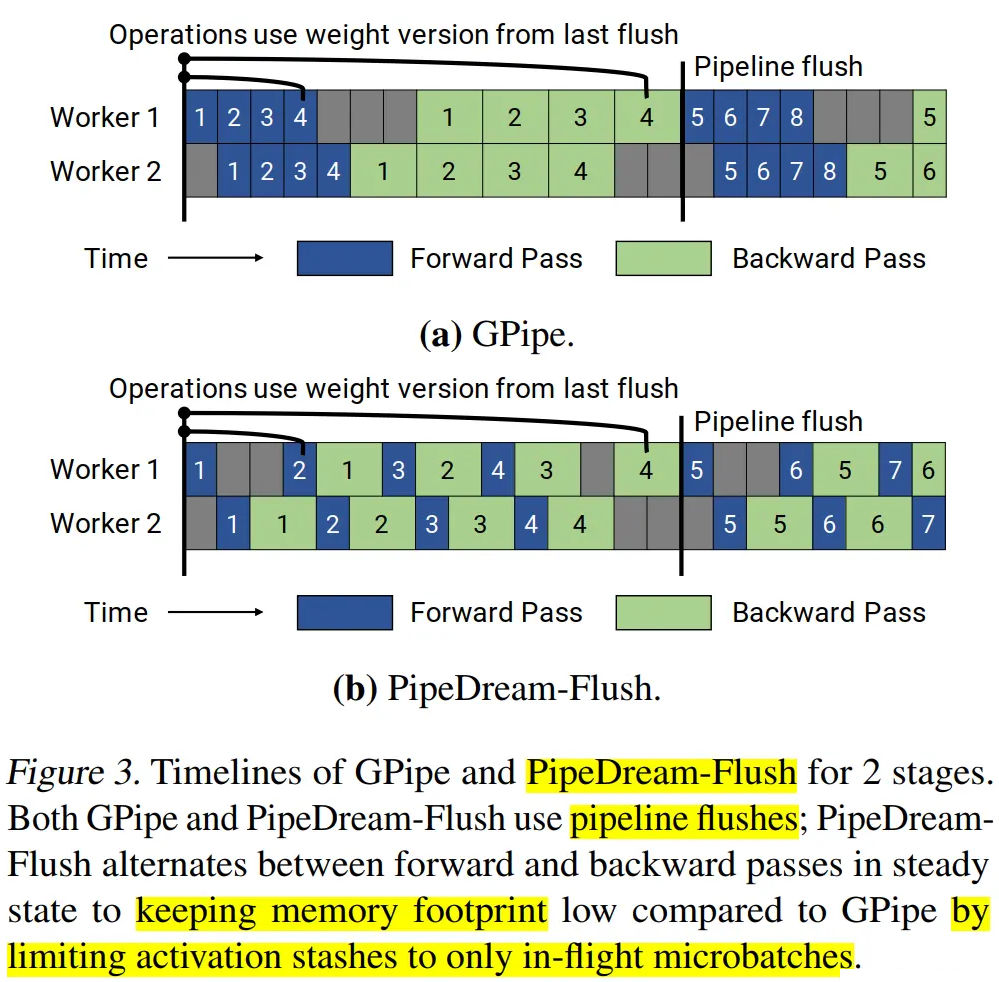 Operations use weight version from last flush
Pipeline flush
Worker 1 1 2 3 4 1 2 3 4 5 6 7 8 5
Worker 2 1 2 3 4 1 2 3 4 5 6 7 8 5 6
Time Forward Pass Backward Pass
(a) GPipe.
Operations use weight version from last flush
Pipeline flush
Worker 1 1 2 1 3 2 4 3 4 5 6 5 7 6
Worker 2 1 1 2 2 3 3 4 4 5 5 6 6 7
Time Forward Pass Backward Pass
(b) PipeDream-Flush.
Figure 3. Timelines of GPipe and PipeDream-Flush for 2 stages.
Both GPipe and PipeDream-Flush use pipeline flushes; PipeDream-
Flush alternates between forward and backward passes in steady
state to keeping memory footprint low compared to GPipe by
limiting activation stashes to only in-flight microbatches.